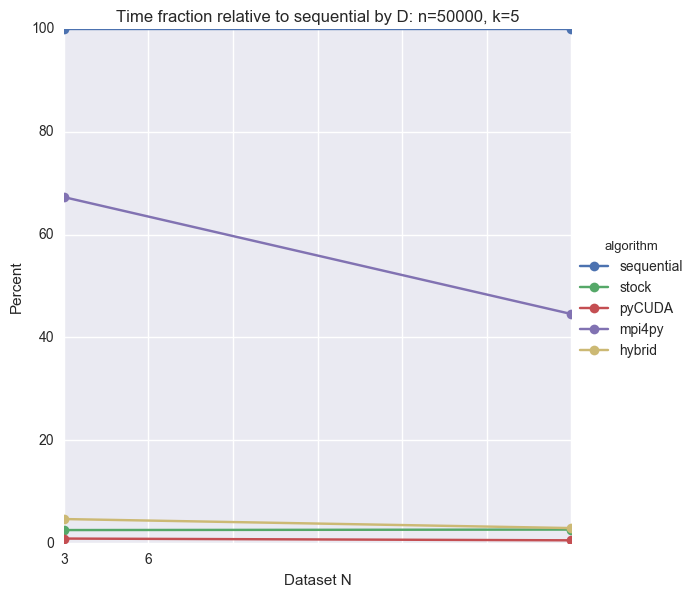 Time fraction relative to sequential by D: n=50000, k=5
100
80
60
40
20
0
Percent
3 6
Dataset N
algorithm
sequential
stock
pyCUDA
mpi4py
hybrid